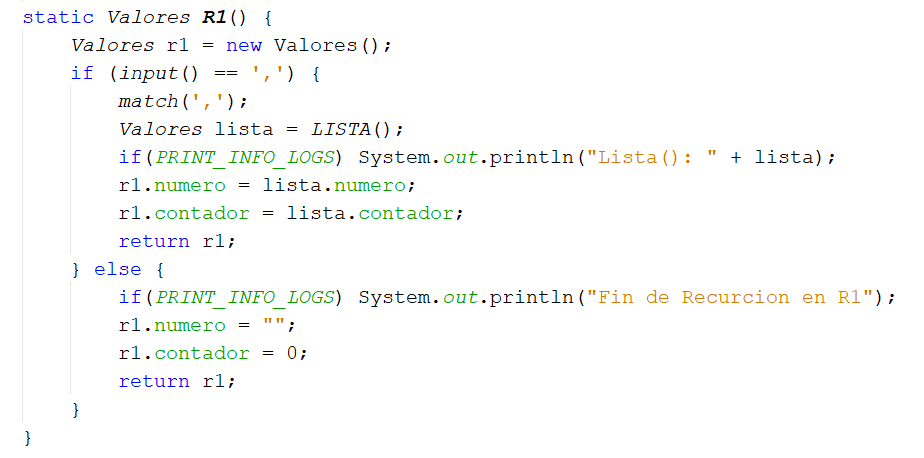 static Valores R1() {
    Valores r1 = new Valores();
    if (input() == ',') {
        match(',');
        Valores lista = LISTA();
        if(PRINT_INFO_LOGS) System.out.println("Lista(): " + lista);
        r1.numero = lista.numero;
        r1.contador = lista.contador;
        return r1;
    } else {
        if(PRINT_INFO_LOGS) System.out.println("Fin de Recurcion en R1");
        r1.numero = "";
        r1.contador = 0;
        return r1;
    }
}